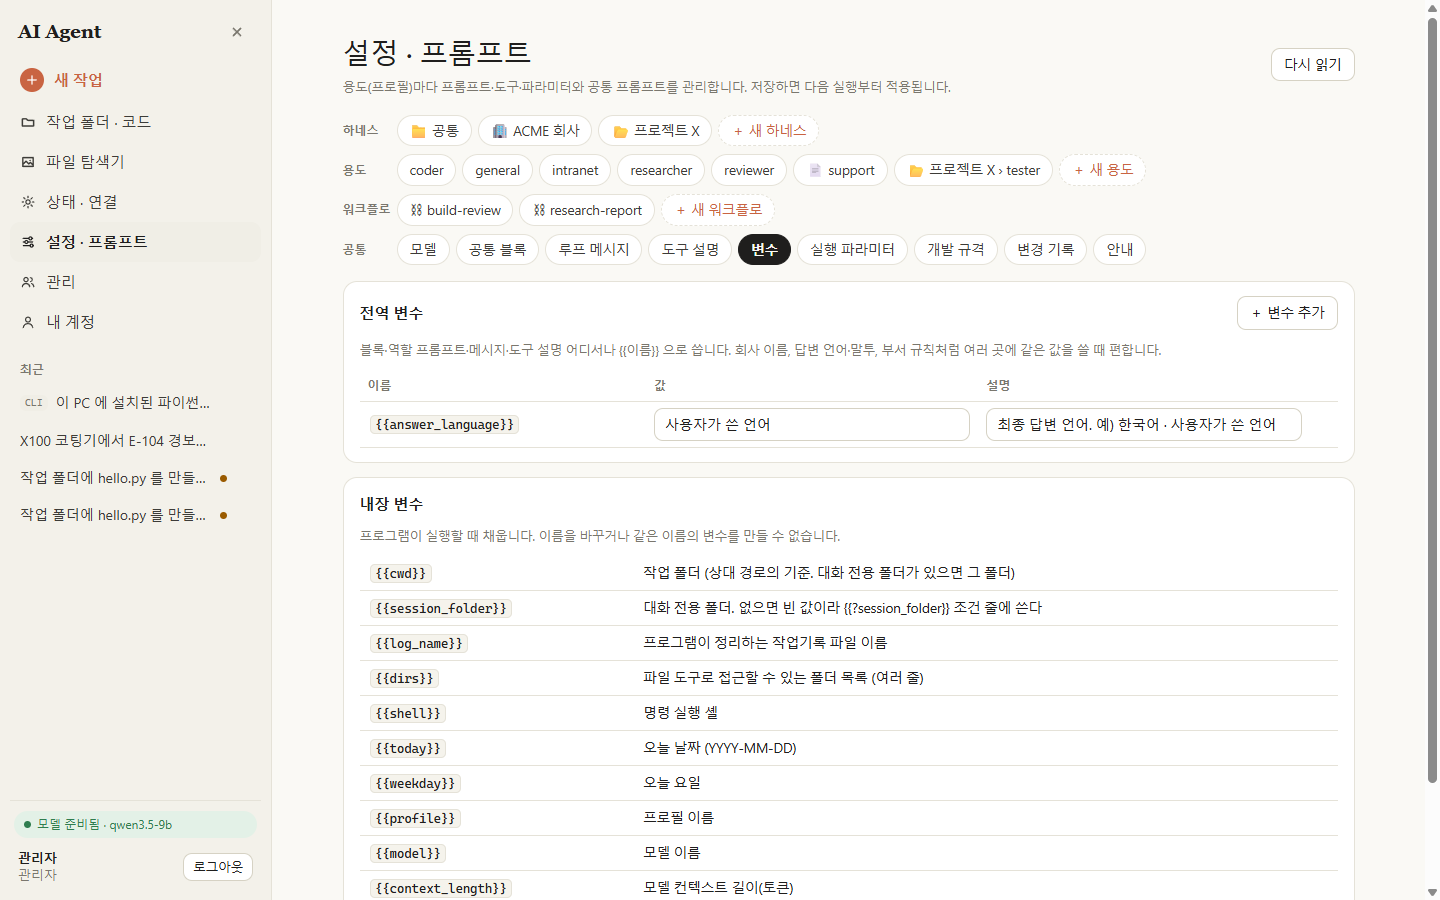 AI Agent
새 작업
작업 폴더 · 코드
파일 탐색기
상태 · 연결
설정 · 프롬프트
관리
내 계정
최근
CLI 이 PC 에 설치된 파이썬...
X100 코팅기에서 E-104 경보...
작업 폴더에 hello.py 를 만들...
작업 폴더에 hello.py 를 만들...
모델 준비됨 · qwen3.5-9b
관리자
관리자
로그아웃
설정 · 프롬프트
다시 읽기
용도(프로필)마다 프롬프트·도구·파라미터와 공통 프롬프트를 관리합니다. 저장하면 다음 실행부터 적용됩니다.
하네스 공통 ACME 회사 프로젝트 X + 새 하네스
용도 coder general intranet researcher reviewer support 프로젝트 X › tester + 새 용도
워크플로 build-review research-report + 새 워크플로
공통 모델 공통 블록 루프 메시지 도구 설명 변수 실행 파라미터 개발 규격 변경 기록 안내
전역 변수
+ 변수 추가
블록·역할 프롬프트·메시지·도구 설명 어디서나 {{이름}} 으로 씁니다. 회사 이름, 답변 언어·말투, 부서 규칙처럼 여러 곳에 같은 값을 쓸 때 편합니다.
이름 값 설명
{{answer_language}} 사용자가 쓴 언어 최종 답변 언어. 예) 한국어 · 사용자가 쓴 언어
내장 변수
프로그램이 실행할 때 채웁니다. 이름을 바꾸거나 같은 이름의 변수를 만들 수 없습니다.
{{cwd}} 작업 폴더 (상대 경로의 기준. 대화 전용 폴더가 있으면 그 폴더)
{{session_folder}} 대화 전용 폴더. 없으면 빈 값이라 {{?session_folder}} 조건 줄에 쓴다
{{log_name}} 프로그램이 정리하는 작업기록 파일 이름
{{dirs}} 파일 도구로 접근할 수 있는 폴더 목록 (여러 줄)
{{shell}} 명령 실행 셸
{{today}} 오늘 날짜 (YYYY-MM-DD)
{{weekday}} 오늘 요일
{{profile}} 프로필 이름
{{model}} 모델 이름
{{context_length}} 모델 컨텍스트 길이(토큰)